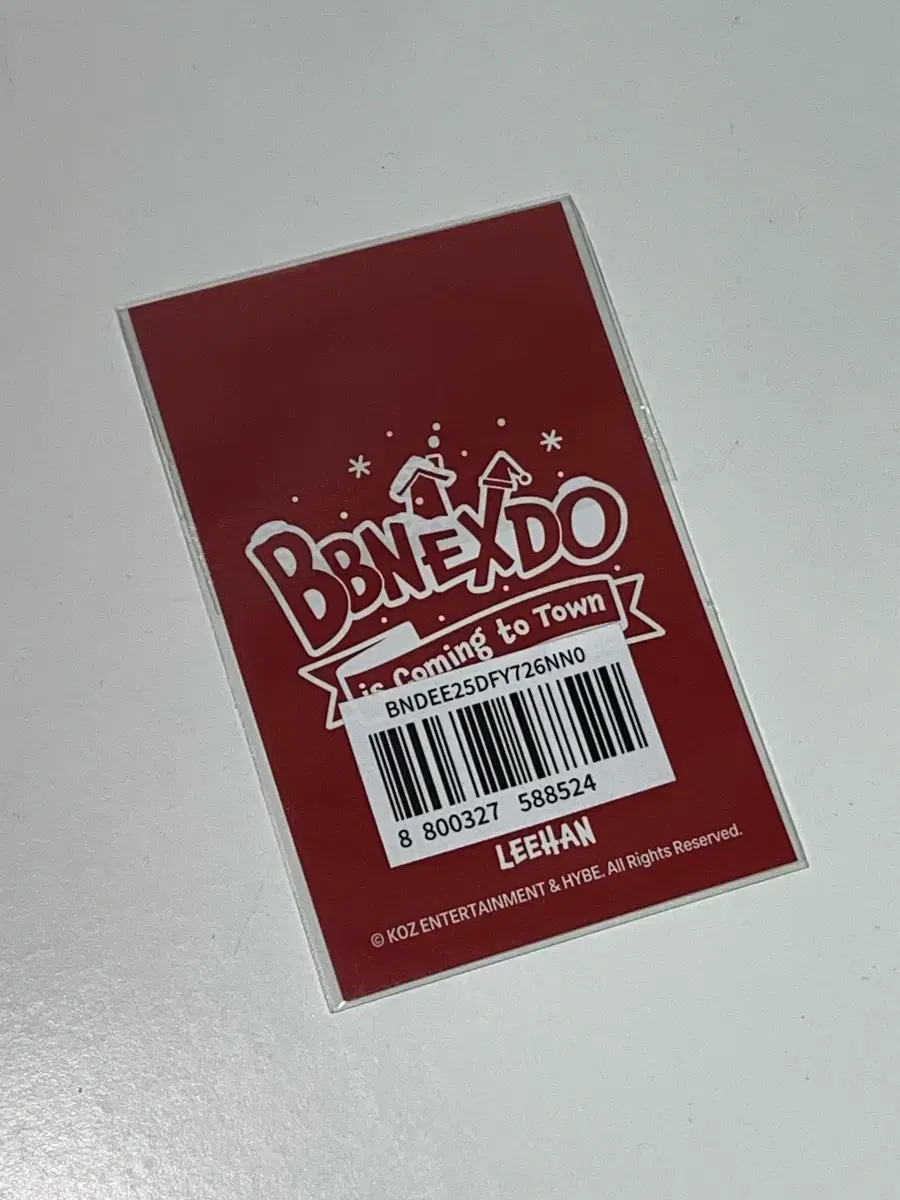 BBNEXDO
is Coming to Town
BNDEE25DFY726NN0
8 800327 588524
LEEHAN
© KOZ ENTERTAINMENT & HYBE. All Rights Reserved.